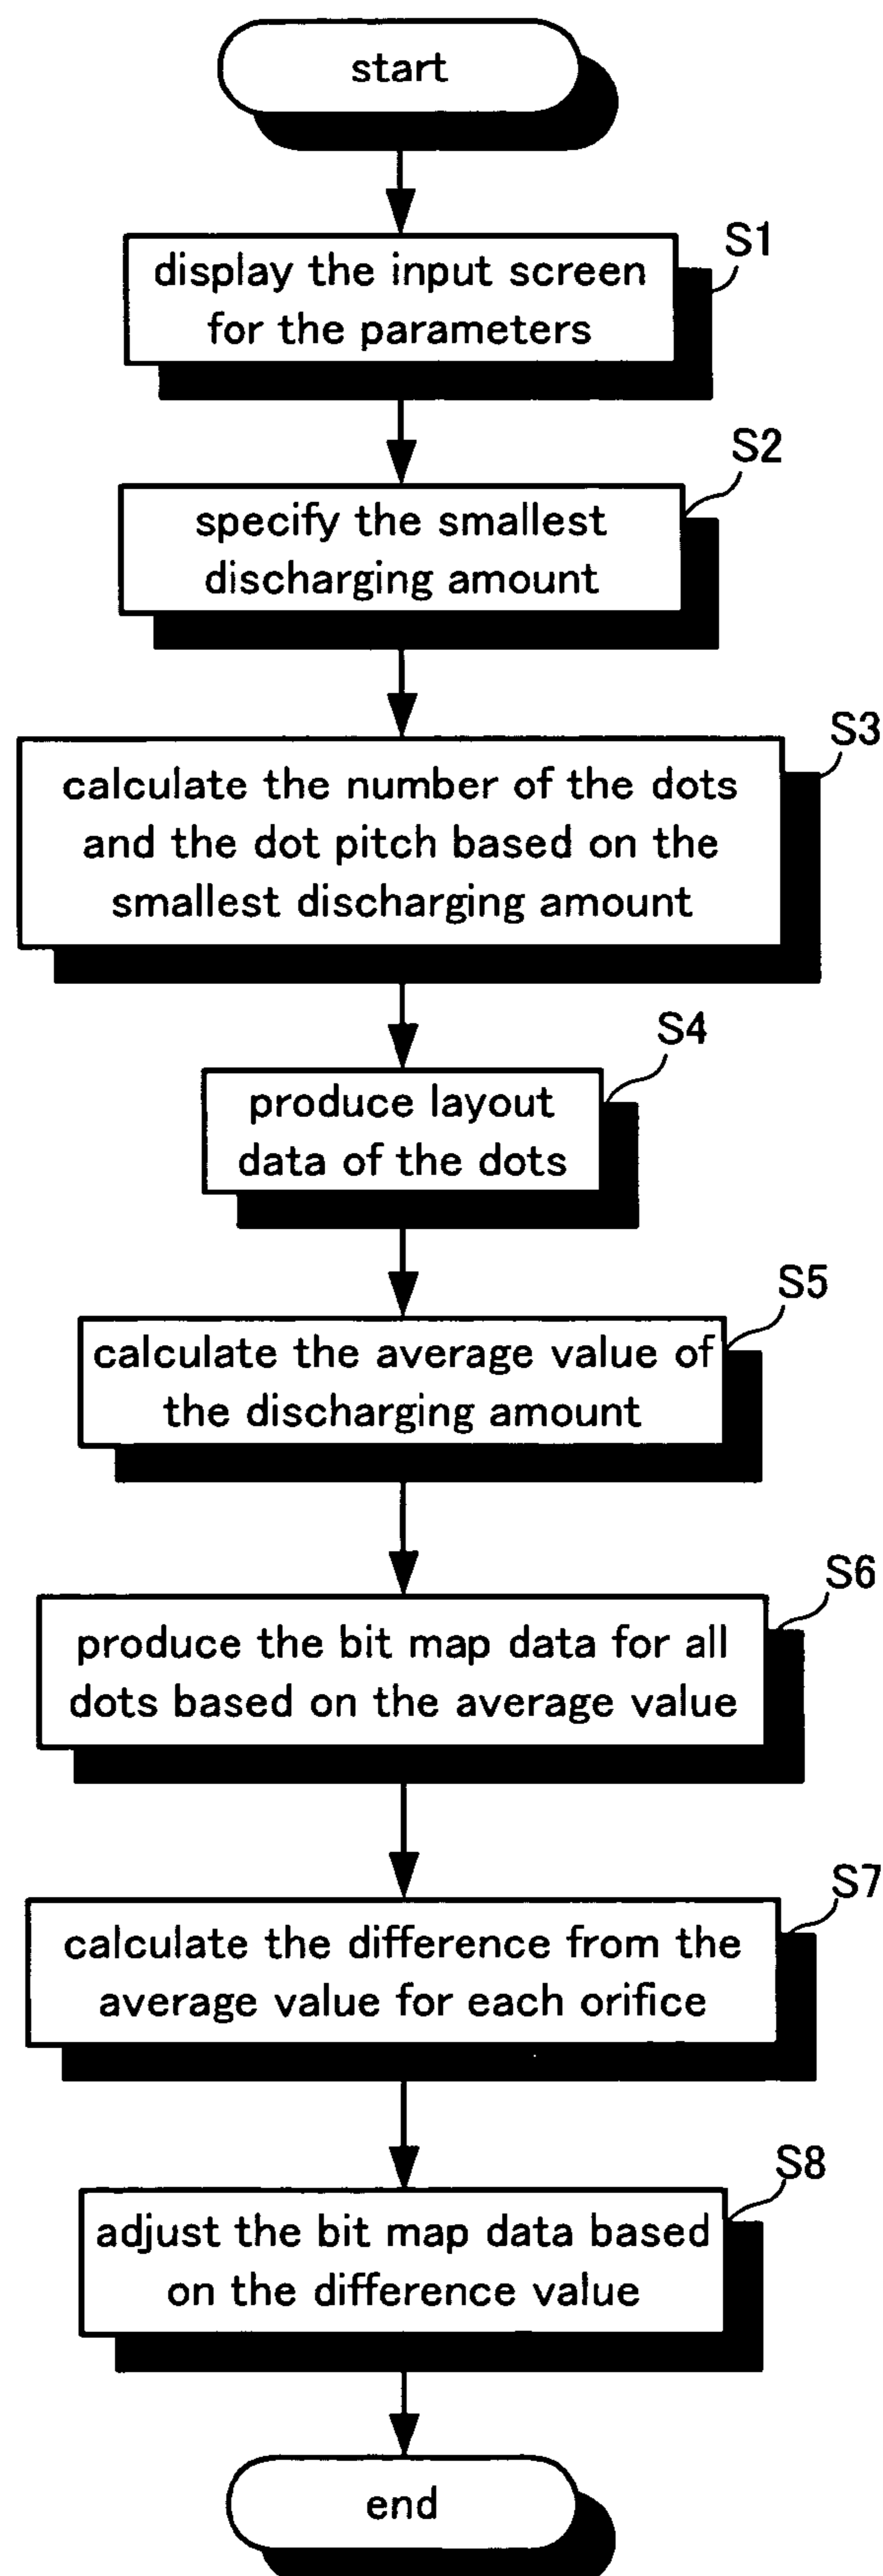 start
S1
display the input screen
for the parameters
S2
specify the smallest
discharging amount
S3
calculate the number of the dots
and the dot pitch based on the
smallest discharging amount
S4
produce layout
data of the dots
S5
calculate the average value of
the discharging amount
S6
produce the bit map data for all
dots based on the average value
S7
calculate the difference from the
average value for each orifice
S8
adjust the bit map data based
on the difference value
end